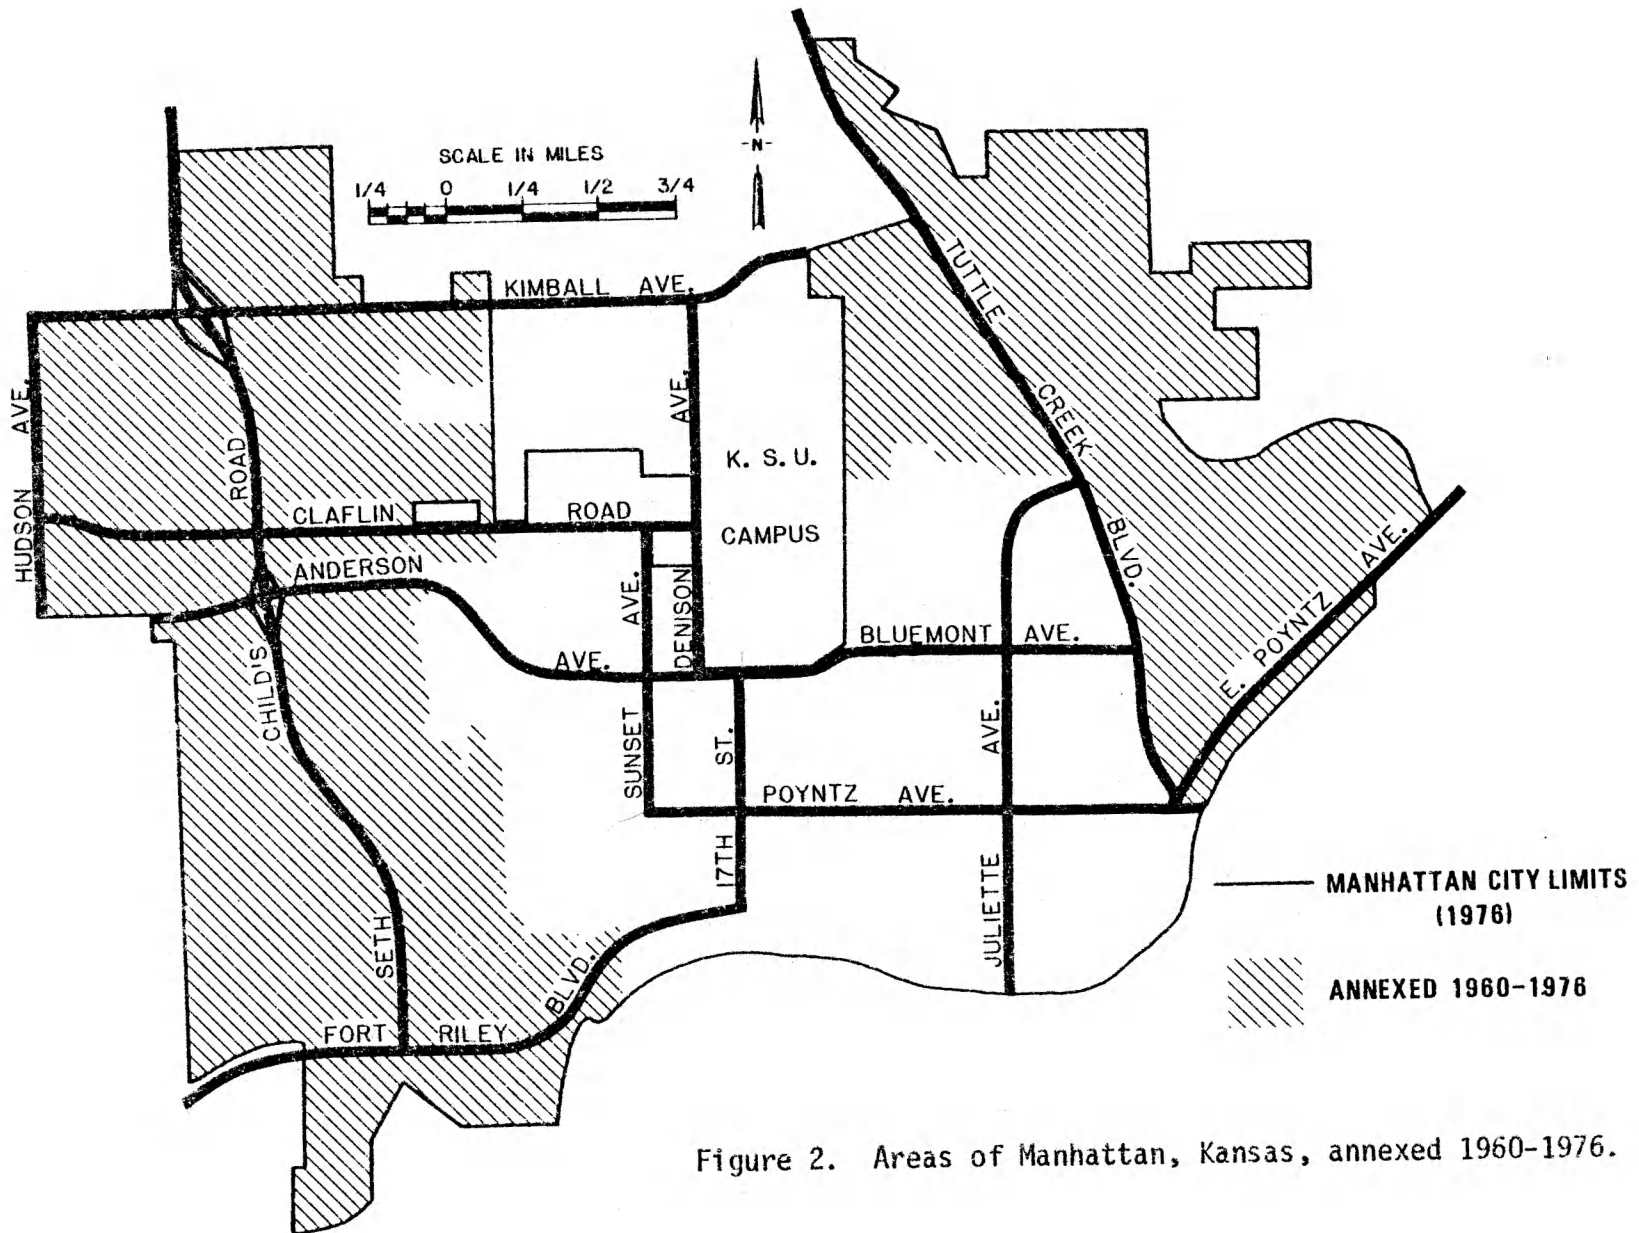 SCALE IN MILES
1/4 0 1/4 1/2 3/4
-N-
KIMBALL AVE.
TUTTLE CREEK BLVD.
HUDSON AVE.
AVE.
DENISON
K. S. U.
CAMPUS
CLAFLIN ROAD
ANDERSON
AVE.
SETH CHILD'S ROAD
SUNSET AVE.
BLUEMONT AVE.
17TH ST.
JULIETTE AVE.
POYNTZ AVE.
E. POYNTZ AVE.
FORT RILEY BLVD.
MANHATTAN CITY LIMITS
(1976)
ANNEXED 1960-1976
Figure 2. Areas of Manhattan, Kansas, annexed 1960-1976.